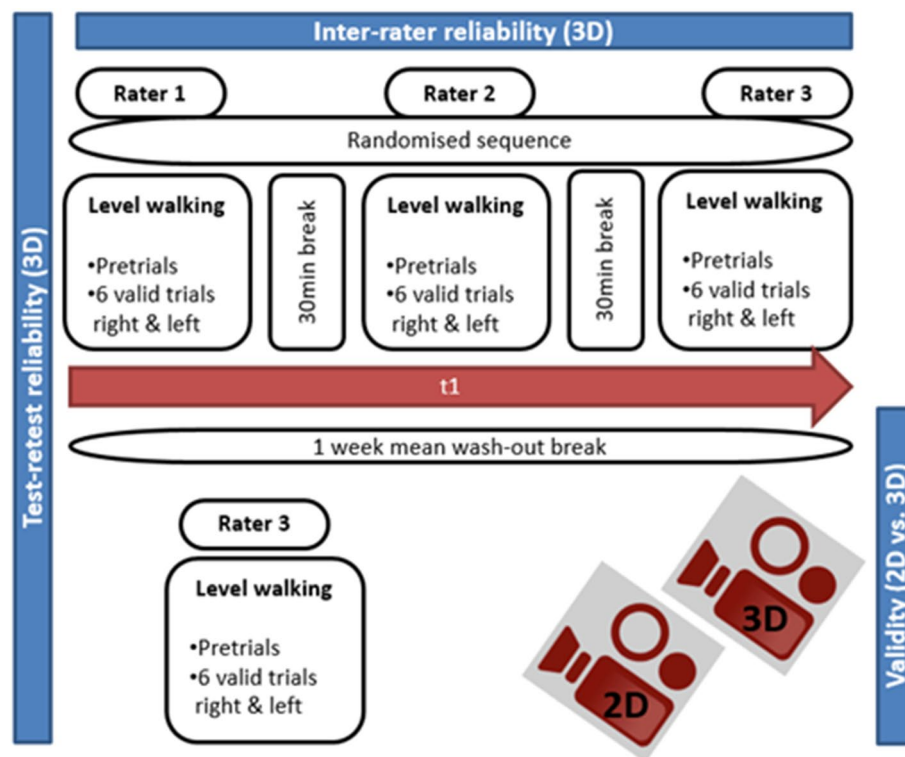 Inter-rater reliability (3D)
Test-retest reliability (3D)
Rater 1
Rater 2
Rater 3
Randomised sequence
Level walking
•Pretrials
•6 valid trials
right & left
30min break
Level walking
•Pretrials
•6 valid trials
right & left
30min break
Level walking
•Pretrials
•6 valid trials
right & left
t1
1 week mean wash-out break
Rater 3
Level walking
•Pretrials
•6 valid trials
right & left
2D
3D
Validity (2D vs. 3D)